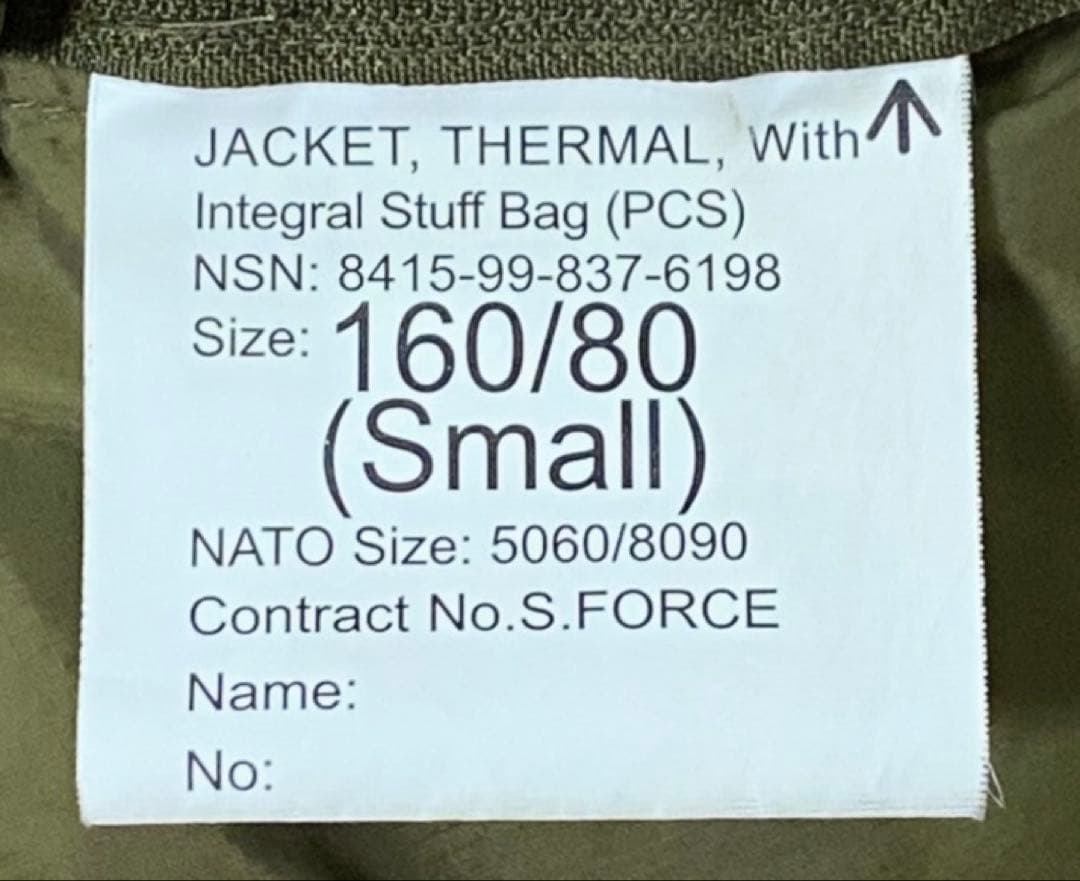 JACKET, THERMAL, With
Integral Stuff Bag (PCS)
NSN: 8415-99-837-6198
Size: 160/80
(Small)
NATO Size: 5060/8090
Contract No.S.FORCE
Name:
No: